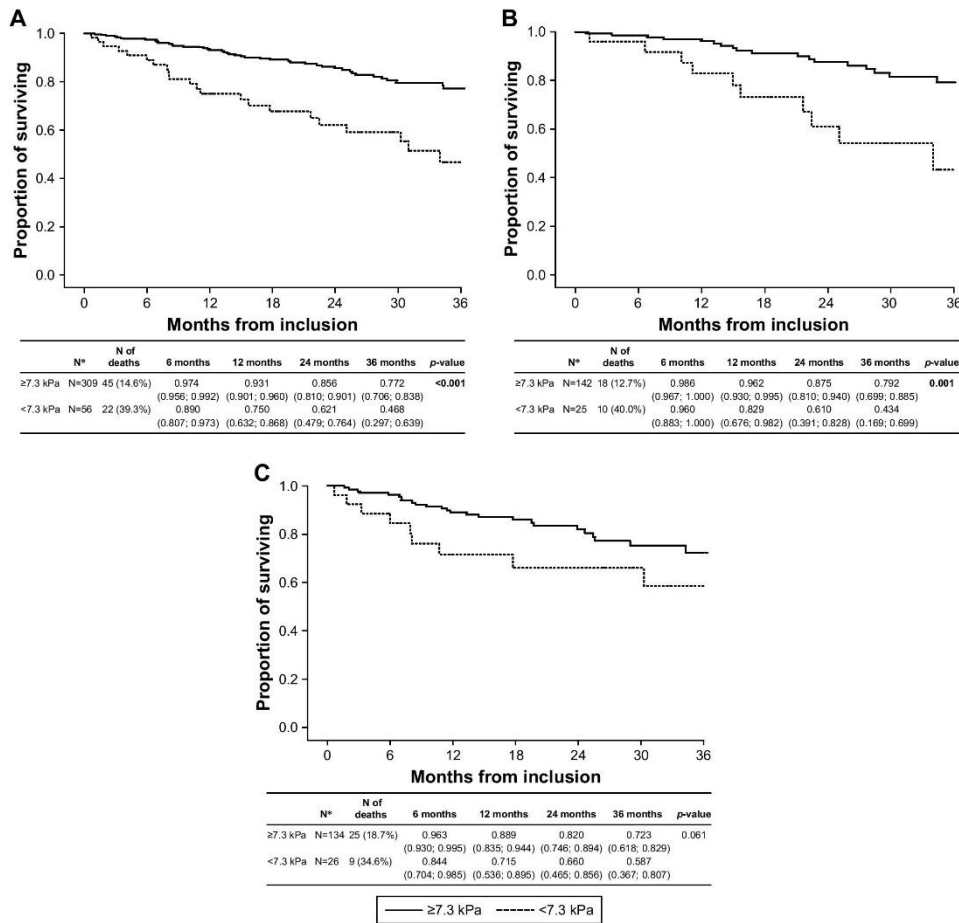 A
Proportion of surviving
1.0
0.8
0.6
0.4
0.2
0.0
0 6 12 18 24 30 36
Months from inclusion
N* N of deaths 6 months 12 months 24 months 36 months p-value
≥7.3 kPa N=309 45 (14.6%) 0.974 0.931 0.856 0.772 <0.001
(0.956; 0.992) (0.901; 0.960) (0.810; 0.901) (0.706; 0.838)
<7.3 kPa N=56 22 (39.3%) 0.890 0.750 0.621 0.468
(0.807; 0.973) (0.632; 0.868) (0.479; 0.764) (0.297; 0.639)
B
Proportion of surviving
1.0
0.8
0.6
0.4
0.2
0.0
0 6 12 18 24 30 36
Months from inclusion
N* N of deaths 6 months 12 months 24 months 36 months p-value
≥7.3 kPa N=142 18 (12.7%) 0.986 0.962 0.875 0.792 0.001
(0.967; 1.000) (0.930; 0.995) (0.810; 0.940) (0.699; 0.885)
<7.3 kPa N=25 10 (40.0%) 0.960 0.829 0.610 0.434
(0.883; 1.000) (0.676; 0.982) (0.391; 0.828) (0.169; 0.699)
C
Proportion of surviving
1.0
0.8
0.6
0.4
0.2
0.0
0 6 12 18 24 30 36
Months from inclusion
N* N of deaths 6 months 12 months 24 months 36 months p-value
≥7.3 kPa N=134 25 (18.7%) 0.963 0.889 0.820 0.723 0.061
(0.930; 0.995) (0.835; 0.944) (0.746; 0.894) (0.618; 0.829)
<7.3 kPa N=26 9 (34.6%) 0.844 0.715 0.660 0.587
(0.704; 0.985) (0.536; 0.895) (0.465; 0.856) (0.367; 0.807)
≥7.3 kPa <7.3 kPa